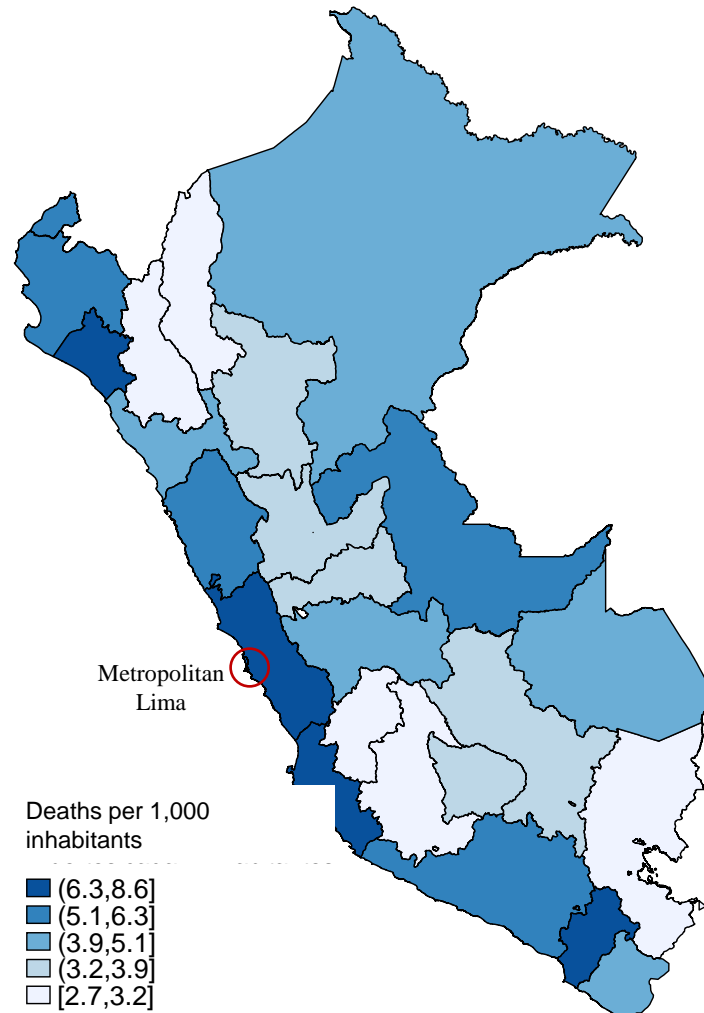 Metropolitan
Lima
Deaths per 1,000
inhabitants
(6.3,8.6]
(5.1,6.3]
(3.9,5.1]
(3.2,3.9]
[2.7,3.2]